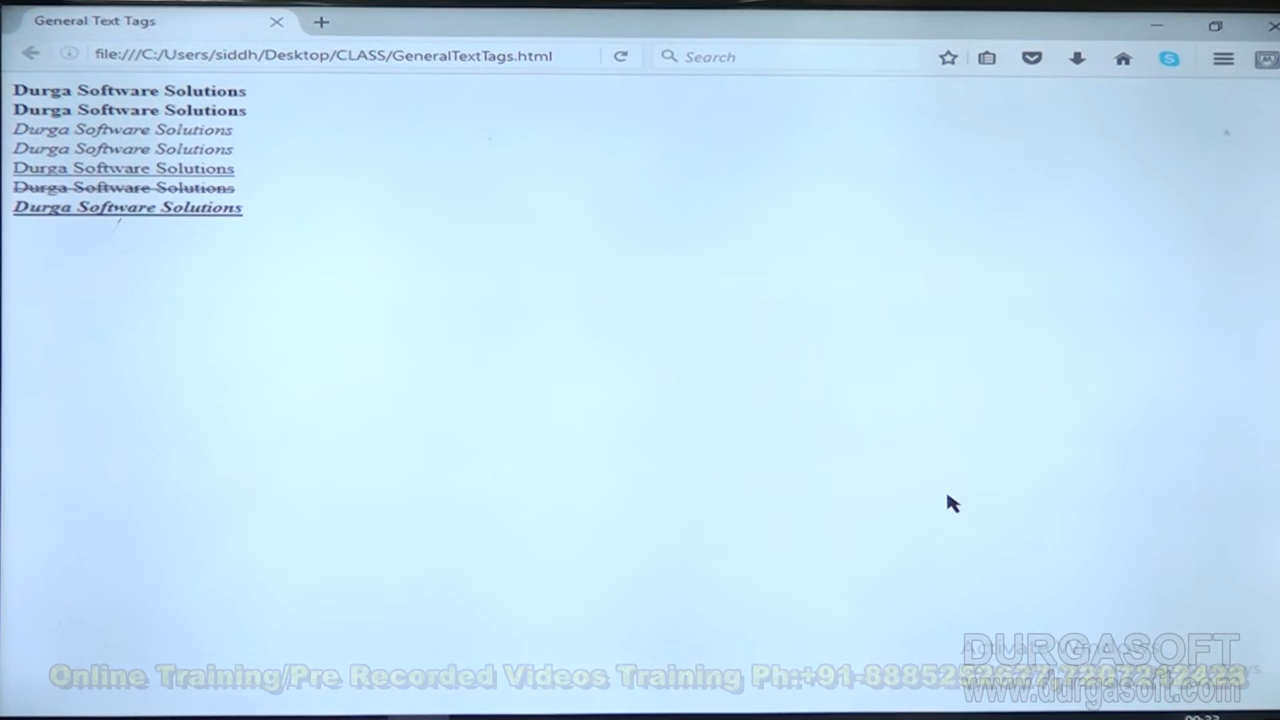 General Text Tags
file:///C:/Users/siddh/Desktop/CLASS/GeneralTextTags.html
Search
Durga Software Solutions
Durga Software Solutions
Durga Software Solutions
Durga Software Solutions
Durga Software Solutions
Durga Software Solutions
Durga Software Solutions
DURGASOFT
Online Training/Pre Recorded Videos Training Ph:+91-
www.durgasoft.com